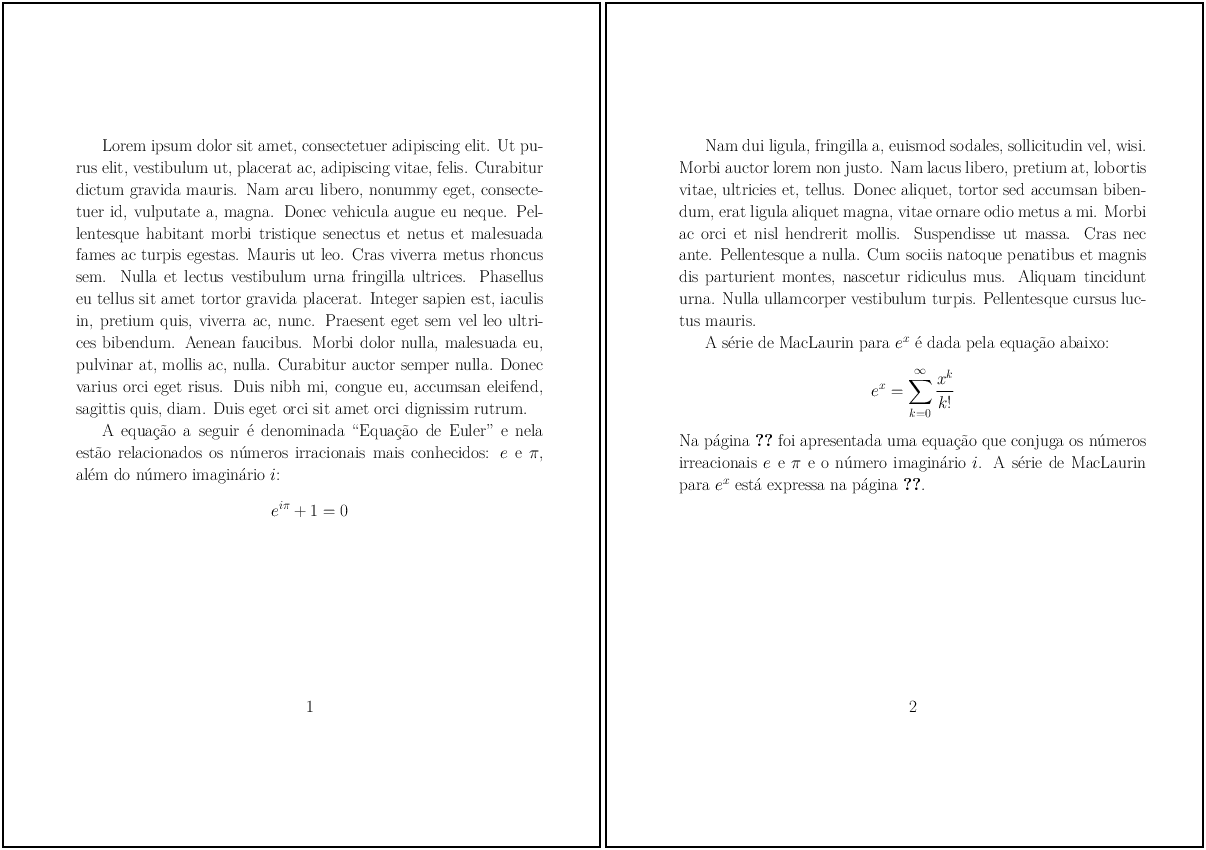 Lorem ipsum dolor sit amet, consectetuer adipiscing elit. Ut pu-
rus elit, vestibulum ut, placerat ac, adipiscing vitae, felis. Curabitur
dictum gravida mauris. Nam arcu libero, nonummy eget, consecte-
tuer id, vulputate a, magna. Donec vehicula augue eu neque. Pel-
lentesque habitant morbi tristique senectus et netus et malesuada
fames ac turpis egestas. Mauris ut leo. Cras viverra metus rhoncus
sem. Nulla et lectus vestibulum urna fringilla ultrices. Phasellus
eu tellus sit amet tortor gravida placerat. Integer sapien est, iaculis
in, pretium quis, viverra ac, nunc. Praesent eget sem vel leo ultri-
ces bibendum. Aenean faucibus. Morbi dolor nulla, malesuada eu,
pulvinar at, mollis ac, nulla. Curabitur auctor semper nulla. Donec
varius orci eget risus. Duis nibh mi, congue eu, accumsan eleifend,
sagittis quis, diam. Duis eget orci sit amet orci dignissim rutrum.
A equação a seguir é denominada “Equação de Euler” e nela
estão relacionados os números irracionais mais conhecidos: e e π,
além do número imaginário i:
e^{iπ} + 1 = 0
1
Nam dui ligula, fringilla a, euismod sodales, sollicitudin vel, wisi.
Morbi auctor lorem non justo. Nam lacus libero, pretium at, lobortis
vitae, ultricies et, tellus. Donec aliquet, tortor sed accumsan biben-
dum, erat ligula aliquet magna, vitae ornare odio metus a mi. Morbi
ac orci et nisl hendrerit mollis. Suspendisse ut massa. Cras nec
ante. Pellentesque a nulla. Cum sociis natoque penatibus et magnis
dis parturient montes, nascetur ridiculus mus. Aliquam tincidunt
urna. Nulla ullamcorper vestibulum turpis. Pellentesque cursus luc-
tus mauris.
A série de MacLaurin para e^x é dada pela equação abaixo:
e^x = \sum_{k=0}^{∞} \frac{x^k}{k!}
Na página ?? foi apresentada uma equação que conjuga os números
irreacionais e e π e o número imaginário i. A série de MacLaurin
para e^x está expressa na página ??.
2